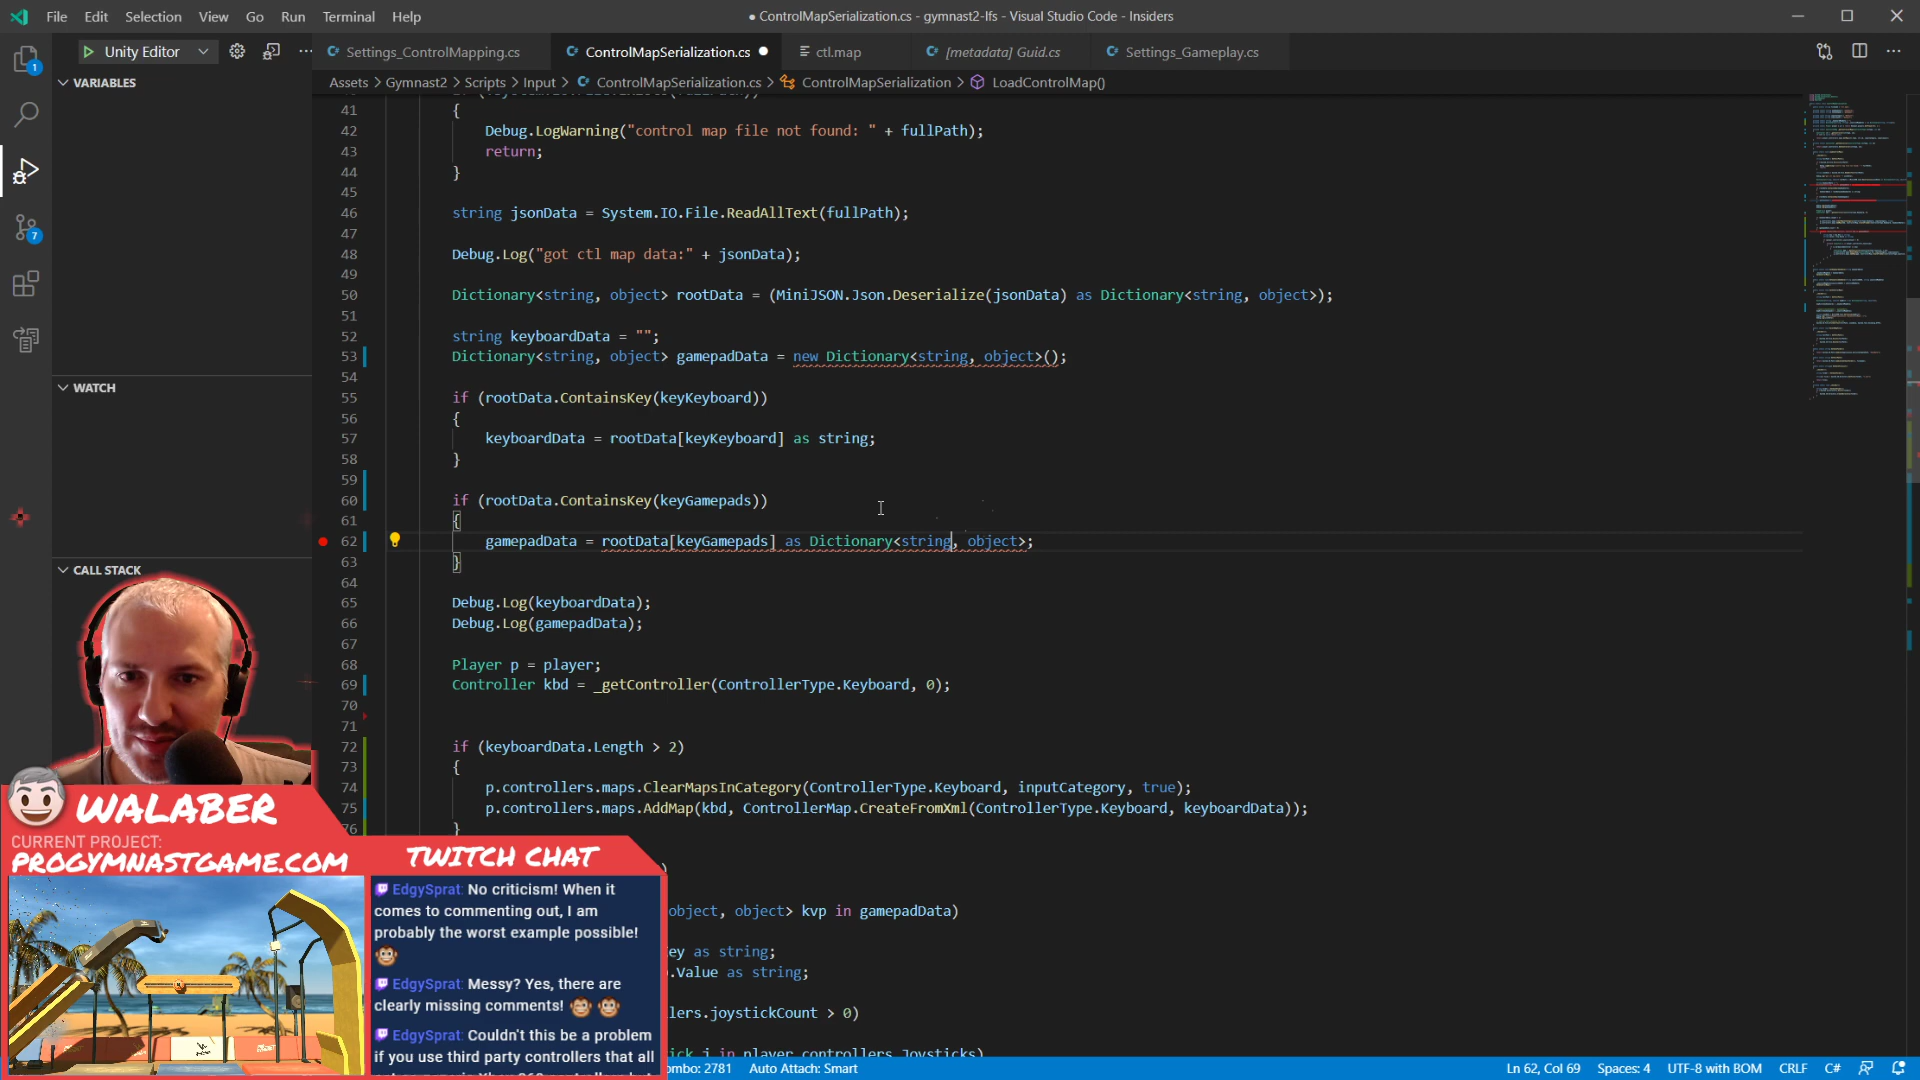 File Edit Selection View Go Run Terminal Help
● ControlMapSerialization.cs - gymnast2-lfs - Visual Studio Code - Insiders
Unity Editor
Settings_ControlMapping.cs ControlMapSerialization.cs ctl.map [metadata] Guid.cs Settings_Gameplay.cs
Assets > Gymnast2 > Scripts > Input > ControlMapSerialization.cs > ControlMapSerialization > LoadControlMap()
VARIABLES
WATCH
CALL STACK
1
7
41 {
42 Debug.LogWarning("control map file not found: " + fullPath);
43 return;
44 }
45
46 string jsonData = System.IO.File.ReadAllText(fullPath);
47
48 Debug.Log("got ctl map data:" + jsonData);
49
50 Dictionary<string, object> rootData = (MiniJSON.Json.Deserialize(jsonData) as Dictionary<string, object>);
51
52 string keyboardData = "";
53 Dictionary<string, object> gamepadData = new Dictionary<string, object>();
54
55 if (rootData.ContainsKey(keyKeyboard))
56 {
57 keyboardData = rootData[keyKeyboard] as string;
58 }
59
60 if (rootData.ContainsKey(keyGamepads))
61 {
62 gamepadData = rootData[keyGamepads] as Dictionary<string, object>;
63 }
64
65 Debug.Log(keyboardData);
66 Debug.Log(gamepadData);
67
68 Player p = player;
69 Controller kbd = _getController(ControllerType.Keyboard, 0);
70
71
72 if (keyboardData.Length > 2)
73 {
74 p.controllers.maps.ClearMapsInCategory(ControllerType.Keyboard, inputCategory, true);
75 p.controllers.maps.AddMap(kbd, ControllerMap.CreateFromXml(ControllerType.Keyboard, keyboardData));
76 }
)
object, object> kvp in gamepadData)
ey as string;
.Value as string;
lers.joystickCount > 0)
ick j in player.controllers.Joysticks)
WALABER
CURRENT PROJECT:
PROGYMNASTGAME.COM
TWITCH CHAT
EdgySprat: No criticism! When it
comes to commenting out, I am
probably the worst example possible!
EdgySprat: Messy? Yes, there are
clearly missing comments!
EdgySprat: Couldn't this be a problem
if you use third party controllers that all
ombo: 2781 Auto Attach: Smart
Ln 62, Col 69 Spaces: 4 UTF-8 with BOM CRLF C#